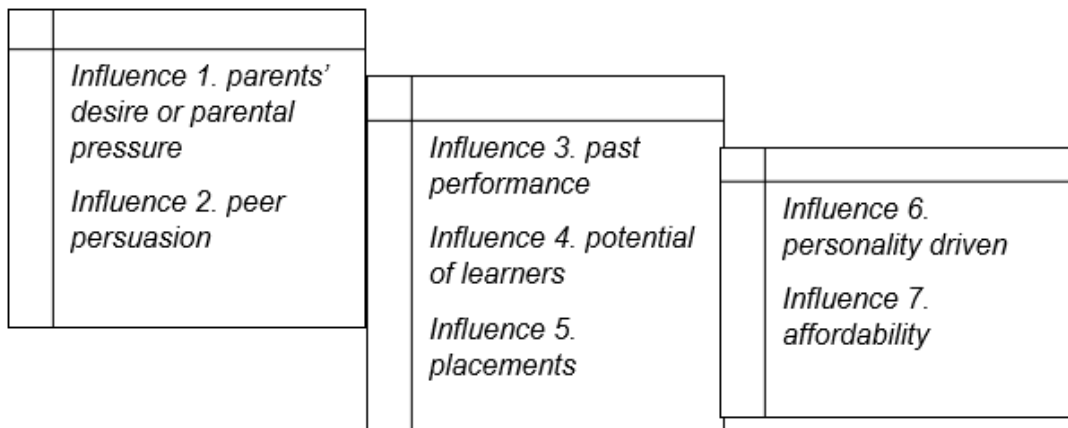 Influence 1. parents’
desire or parental
pressure
Influence 2. peer
persuasion
Influence 3. past
performance
Influence 4. potential
of learners
Influence 5.
placements
Influence 6.
personality driven
Influence 7.
affordability